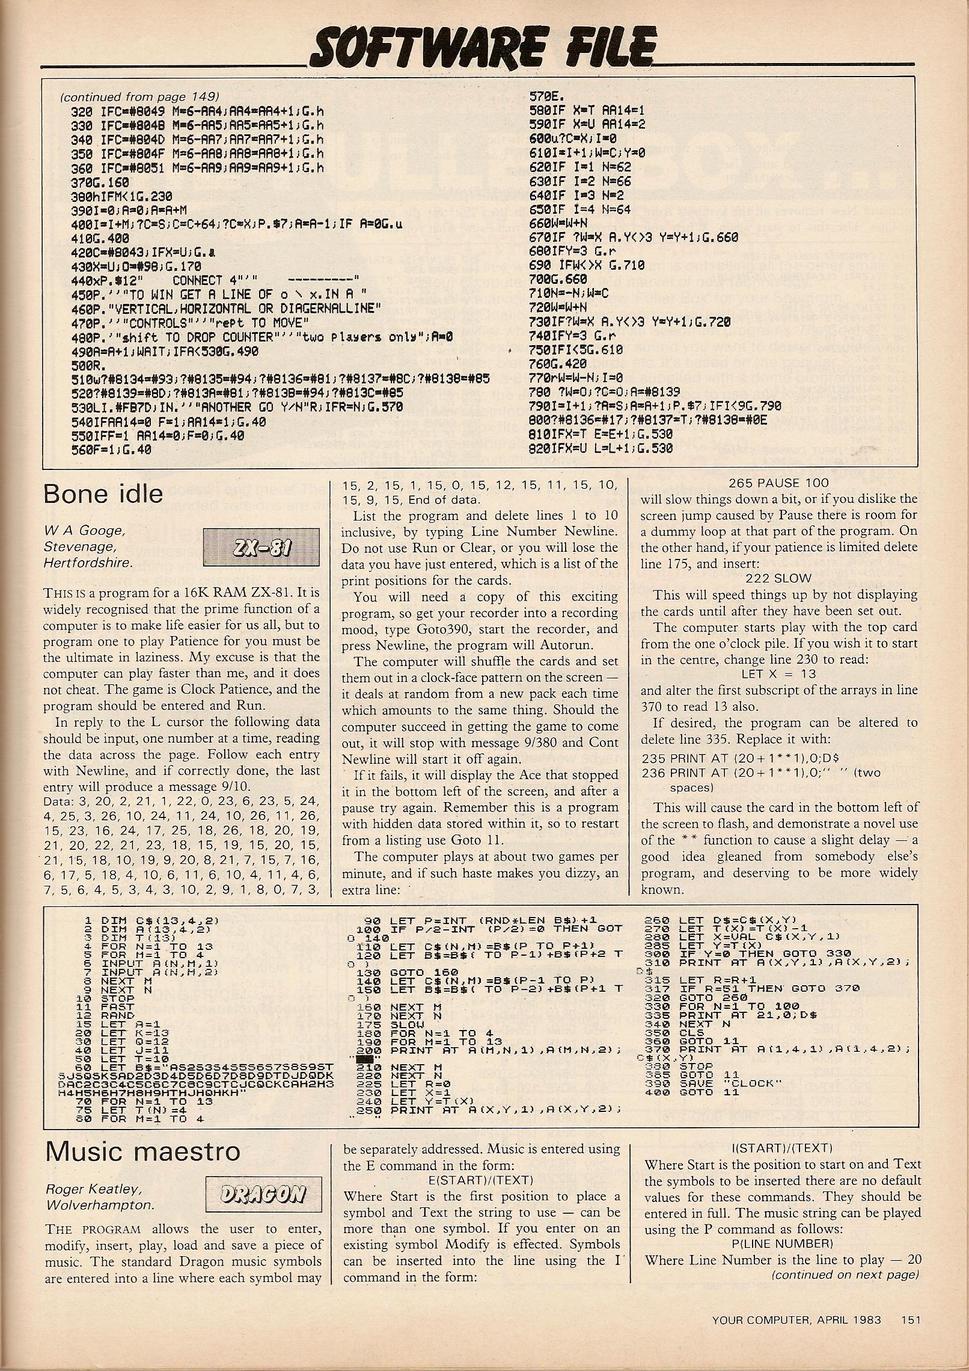 SOFTWARE FILE
(continued from page 149)
320 IFC=#8049 M=6-AA4;AA4=AA4+1;G.h
330 IFC=#804B M=6-AA5;AA5=AA5+1;G.h
340 IFC=#804D M=6-AA7;AA7=AA7+1;G.h
350 IFC=#804F M=6-AA8;AA8=AA8+1;G.h
360 IFC=#8051 M=6-AA9;AA9=AA9+1;G.h
370G.160
380hIFM<1G.230
390I=0;A=0;A=A+M
400I=I+M;?C=S;C=C+64;?C=X;P.$7;A=A-1;IF A=0G.u
410G.400
420C=#8043;IFX=U;G.a
430X=U;O=#98;G.170
440xP.$12"    CONNECT 4"'"    ---------"
450P.''"TO WIN GET A LINE OF o \ x.IN A "
460P."VERTICAL,HORIZONTAL OR DIAGERNALLINE"
470P.''"CONTROLS"''"rept TO MOVE"
480P.'"shift TO DROP COUNTER"''"two players only";A=0
490A=A+1;WAIT;IFA<530G.490
500R.
510w?#8134=#93;?#8135=#94;?#8136=#81;?#8137=#8C;?#8138=#85
520?#8139=#8D;?#813A=#81;?#813B=#94;?#813C=#85
530LI.#FB7D;IN.''"ANOTHER GO Y/N"R;IFR=N;G.570
540IFAA14=0 F=1;AA14=1;G.40
550IFF=1 AA14=0;F=0;G.40
560F=1;G.40
570E.
580IF X=T AA14=1
590IF X=U AA14=2
600u?C=X;I=0
610I=I+1;W=C;Y=0
620IF I=1 N=62
630IF I=2 N=66
640IF I=3 N=2
650IF I=4 N=64
660W=W+N
670IF ?W=X A.Y<>3 Y=Y+1;G.660
680IFY=3 G.r
690 IFW<>X G.710
700G.660
710N=-N;W=C
720W=W+N
730IF?W=X A.Y<>3 Y=Y+1;G.720
740IFY=3 G.r
750IFI<5G.610
760G.420
770rW=W-N;I=0
780 ?W=O;?C=O;A=#8139
790I=I+1;?A=S;A=A+1;P.$7;IFI<9G.790
800?#8136=#17;?#8137=T;?#8138=#0E
810IFX=T E=E+1;G.530
820IFX=U L=L+1;G.530
Bone idle
W A Googe,
Stevenage,
Hertfordshire.
ZX-81
THIS IS a program for a 16K RAM ZX-81. It is
widely recognised that the prime function of a
computer is to make life easier for us all, but to
program one to play Patience for you must be
the ultimate in laziness. My excuse is that the
computer can play faster than me, and it does
not cheat. The game is Clock Patience, and the
program should be entered and Run.
In reply to the L cursor the following data
should be input, one number at a time, reading
the data across the page. Follow each entry
with Newline, and if correctly done, the last
entry will produce a message 9/10.
Data: 3, 20, 2, 21, 1, 22, 0, 23, 6, 23, 5, 24,
4, 25, 3, 26, 10, 24, 11, 24, 10, 26, 11, 26,
15, 23, 16, 24, 17, 25, 18, 26, 18, 20, 19,
21, 20, 22, 21, 23, 18, 15, 19, 15, 20, 15,
21, 15, 18, 10, 19, 9, 20, 8, 21, 7, 15, 7, 16,
6, 17, 5, 18, 4, 10, 6, 11, 6, 10, 4, 11, 4, 6,
7, 5, 6, 4, 5, 3, 4, 3, 10, 2, 9, 1, 8, 0, 7, 3,
15, 2, 15, 1, 15, 0, 15, 12, 15, 11, 15, 10,
15, 9, 15, End of data.
List the program and delete lines 1 to 10
inclusive, by typing Line Number Newline.
Do not use Run or Clear, or you will lose the
data you have just entered, which is a list of the
print positions for the cards.
You will need a copy of this exciting
program, so get your recorder into a recording
mood, type Goto390, start the recorder, and
press Newline, the program will Autorun.
The computer will shuffle the cards and set
them out in a clock-face pattern on the screen —
it deals at random from a new pack each time
which amounts to the same thing. Should the
computer succeed in getting the game to come
out, it will stop with message 9/380 and Cont
Newline will start it off again.
If it fails, it will display the Ace that stopped
it in the bottom left of the screen, and after a
pause try again. Remember this is a program
with hidden data stored within it, so to restart
from a listing use Goto 11.
The computer plays at about two games per
minute, and if such haste makes you dizzy, an
extra line:
265 PAUSE 100
will slow things down a bit, or if you dislike the
screen jump caused by Pause there is room for
a dummy loop at that part of the program. On
the other hand, if your patience is limited delete
line 175, and insert:
222 SLOW
This will speed things up by not displaying
the cards until after they have been set out.
The computer starts play with the top card
from the one o'clock pile. If you wish it to start
in the centre, change line 230 to read:
LET X = 13
and alter the first subscript of the arrays in line
370 to read 13 also.
If desired, the program can be altered to
delete line 335. Replace it with:
235 PRINT AT (20+1**1),0;D$
236 PRINT AT (20+1**1),0;" " (two
spaces)
This will cause the card in the bottom left of
the screen to flash, and demonstrate a novel use
of the ** function to cause a slight delay — a
good idea gleaned from somebody else's
program, and deserving to be more widely
known.
1 DIM C$(13,4,2)
2 DIM A(13,4,2)
3 DIM T(13)
4 FOR N=1 TO 13
5 FOR M=1 TO 4
6 INPUT A(N,M,1)
7 INPUT A(N,M,2)
8 NEXT M
9 NEXT N
10 STOP
11 FAST
12 RAND
15 LET A=1
20 LET K=13
30 LET Q=12
40 LET J=11
50 LET T=10
60 LET B$="AS2S3S4S5S6S7S8S9ST
SJSQSKSAD2D3D4D5D6D7D8D9DTDJDQDK
DAC2C3C4C5C6C7C8C9CTCJCQCKCAH2H3
H4H5H6H7H8H9HTHJHQHKH"
70 FOR N=1 TO 13
75 LET T(N)=4
80 FOR M=1 TO 4
90 LET P=INT (RND*LEN B$)+1
100 IF P/2-INT (P/2)=0 THEN GOT
O 140
110 LET C$(N,M)=B$(P TO P+1)
120 LET B$=B$( TO P-1)+B$(P+2 T
O )
130 GOTO 160
140 LET C$(N,M)=B$(P-1 TO P)
150 LET B$=B$( TO P-2)+B$(P+1 T
O )
160 NEXT M
170 NEXT N
175 SLOW
180 FOR N=1 TO 4
190 FOR M=1 TO 13
200 PRINT AT A(M,N,1),A(M,N,2);
"██"
210 NEXT M
220 NEXT N
225 LET R=0
230 LET X=1
240 LET Y=T(X)
250 PRINT AT A(X,Y,1),A(X,Y,2);
"  "
260 LET D$=C$(X,Y)
270 LET T(X)=T(X)-1
280 LET X=VAL C$(X,Y,1)
285 LET Y=T(X)
300 IF Y=0 THEN GOTO 330
310 PRINT AT A(X,Y,1),A(X,Y,2);
D$
315 LET R=R+1
317 IF R=51 THEN GOTO 370
320 GOTO 260
330 FOR N=1 TO 100
335 PRINT AT 21,0;D$
340 NEXT N
350 CLS
360 GOTO 11
370 PRINT AT A(1,4,1),A(1,4,2);
C$(X,Y)
380 STOP
385 GOTO 11
390 SAVE "CLOCK"
400 GOTO 11
Music maestro
Roger Keatley,
Wolverhampton.
DRAGON
THE PROGRAM allows the user to enter,
modify, insert, play, load and save a piece of
music. The standard Dragon music symbols
are entered into a line where each symbol may
be separately addressed. Music is entered using
the E command in the form:
E(START)/(TEXT)
Where Start is the first position to place a
symbol and Text the string to use — can be
more than one symbol. If you enter on an
existing symbol Modify is effected. Symbols
can be inserted into the line using the I
command in the form:
I(START)/(TEXT)
Where Start is the position to start on and Text
the symbols to be inserted there are no default
values for these commands. They should be
entered in full. The music string can be played
using the P command as follows:
P(LINE NUMBER)
Where Line Number is the line to play — 20
(continued on next page)
YOUR COMPUTER, APRIL 1983 151